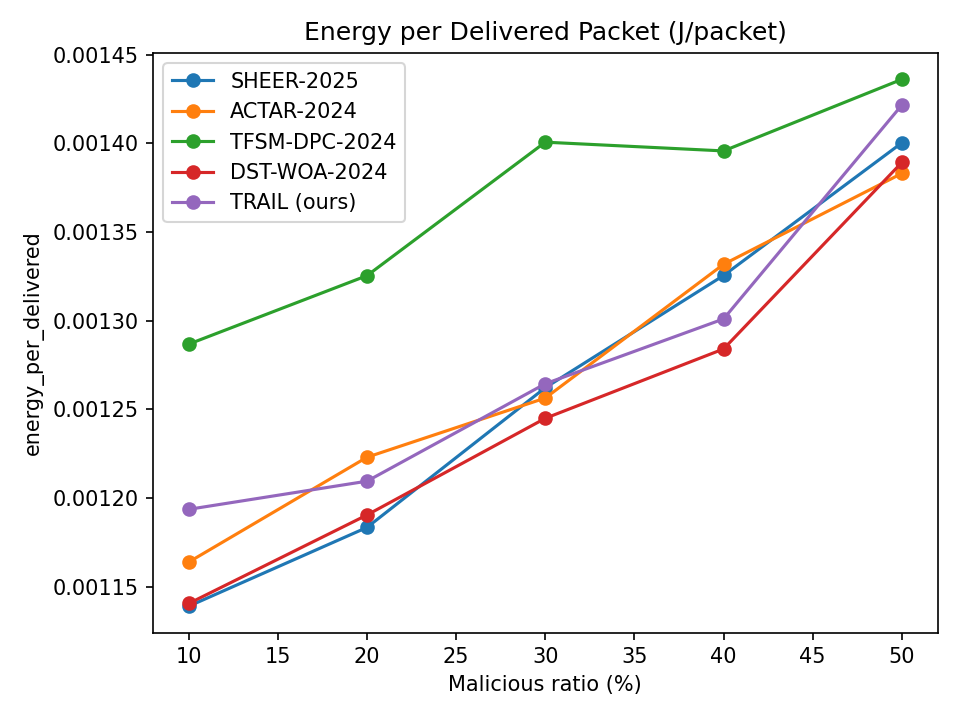 Energy per Delivered Packet (J/packet)
0.00145
0.00140
0.00135
0.00130
0.00125
0.00120
0.00115
energy_per_delivered
SHEER-2025
ACTAR-2024
TFSM-DPC-2024
DST-WOA-2024
TRAIL (ours)
10 15 20 25 30 35 40 45 50
Malicious ratio (%)